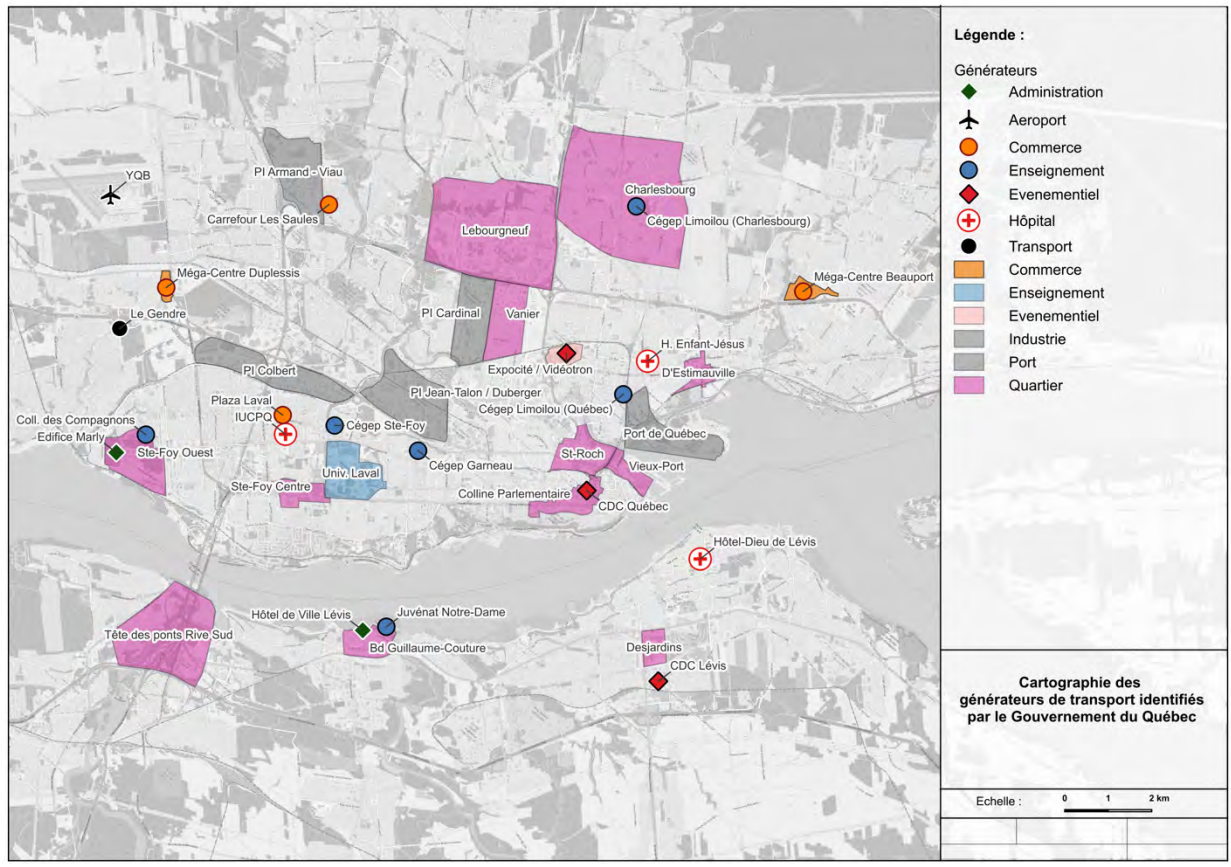 Légende :
Générateurs
Administration
Aeroport
Commerce
Enseignement
Evenementiel
Hôpital
Transport
Commerce
Enseignement
Evenementiel
Industrie
Port
Quartier
YQB
PI Armand - Viau
Carrefour Les Saules
Charlesbourg
Cégep Limoilou (Charlesbourg)
Lebourgneuf
Méga-Centre Duplessis
Méga-Centre Beauport
Le Gendre
PI Cardinal
Vanier
H. Enfant-Jésus
Expocité / Vidéotron
D'Estimauville
PI Colbert
PI Jean-Talon / Duberger
Cégep Limoilou (Québec)
Plaza Laval
IUCPQ
Coll. des Compagnons
Edifice Marly
Cégep Ste-Foy
Port de Québec
Ste-Foy Ouest
St-Roch
Cégep Garneau
Univ. Laval
Vieux-Port
Ste-Foy Centre
Colline Parlementaire
CDC Québec
Hôtel-Dieu de Lévis
Hôtel de Ville Lévis
Juvénat Notre-Dame
Tête des ponts Rive Sud
Bd Guillaume-Couture
Desjardins
CDC Lévis
Cartographie des
générateurs de transport identifiés
par le Gouvernement du Québec
Echelle :
0 1 2 km